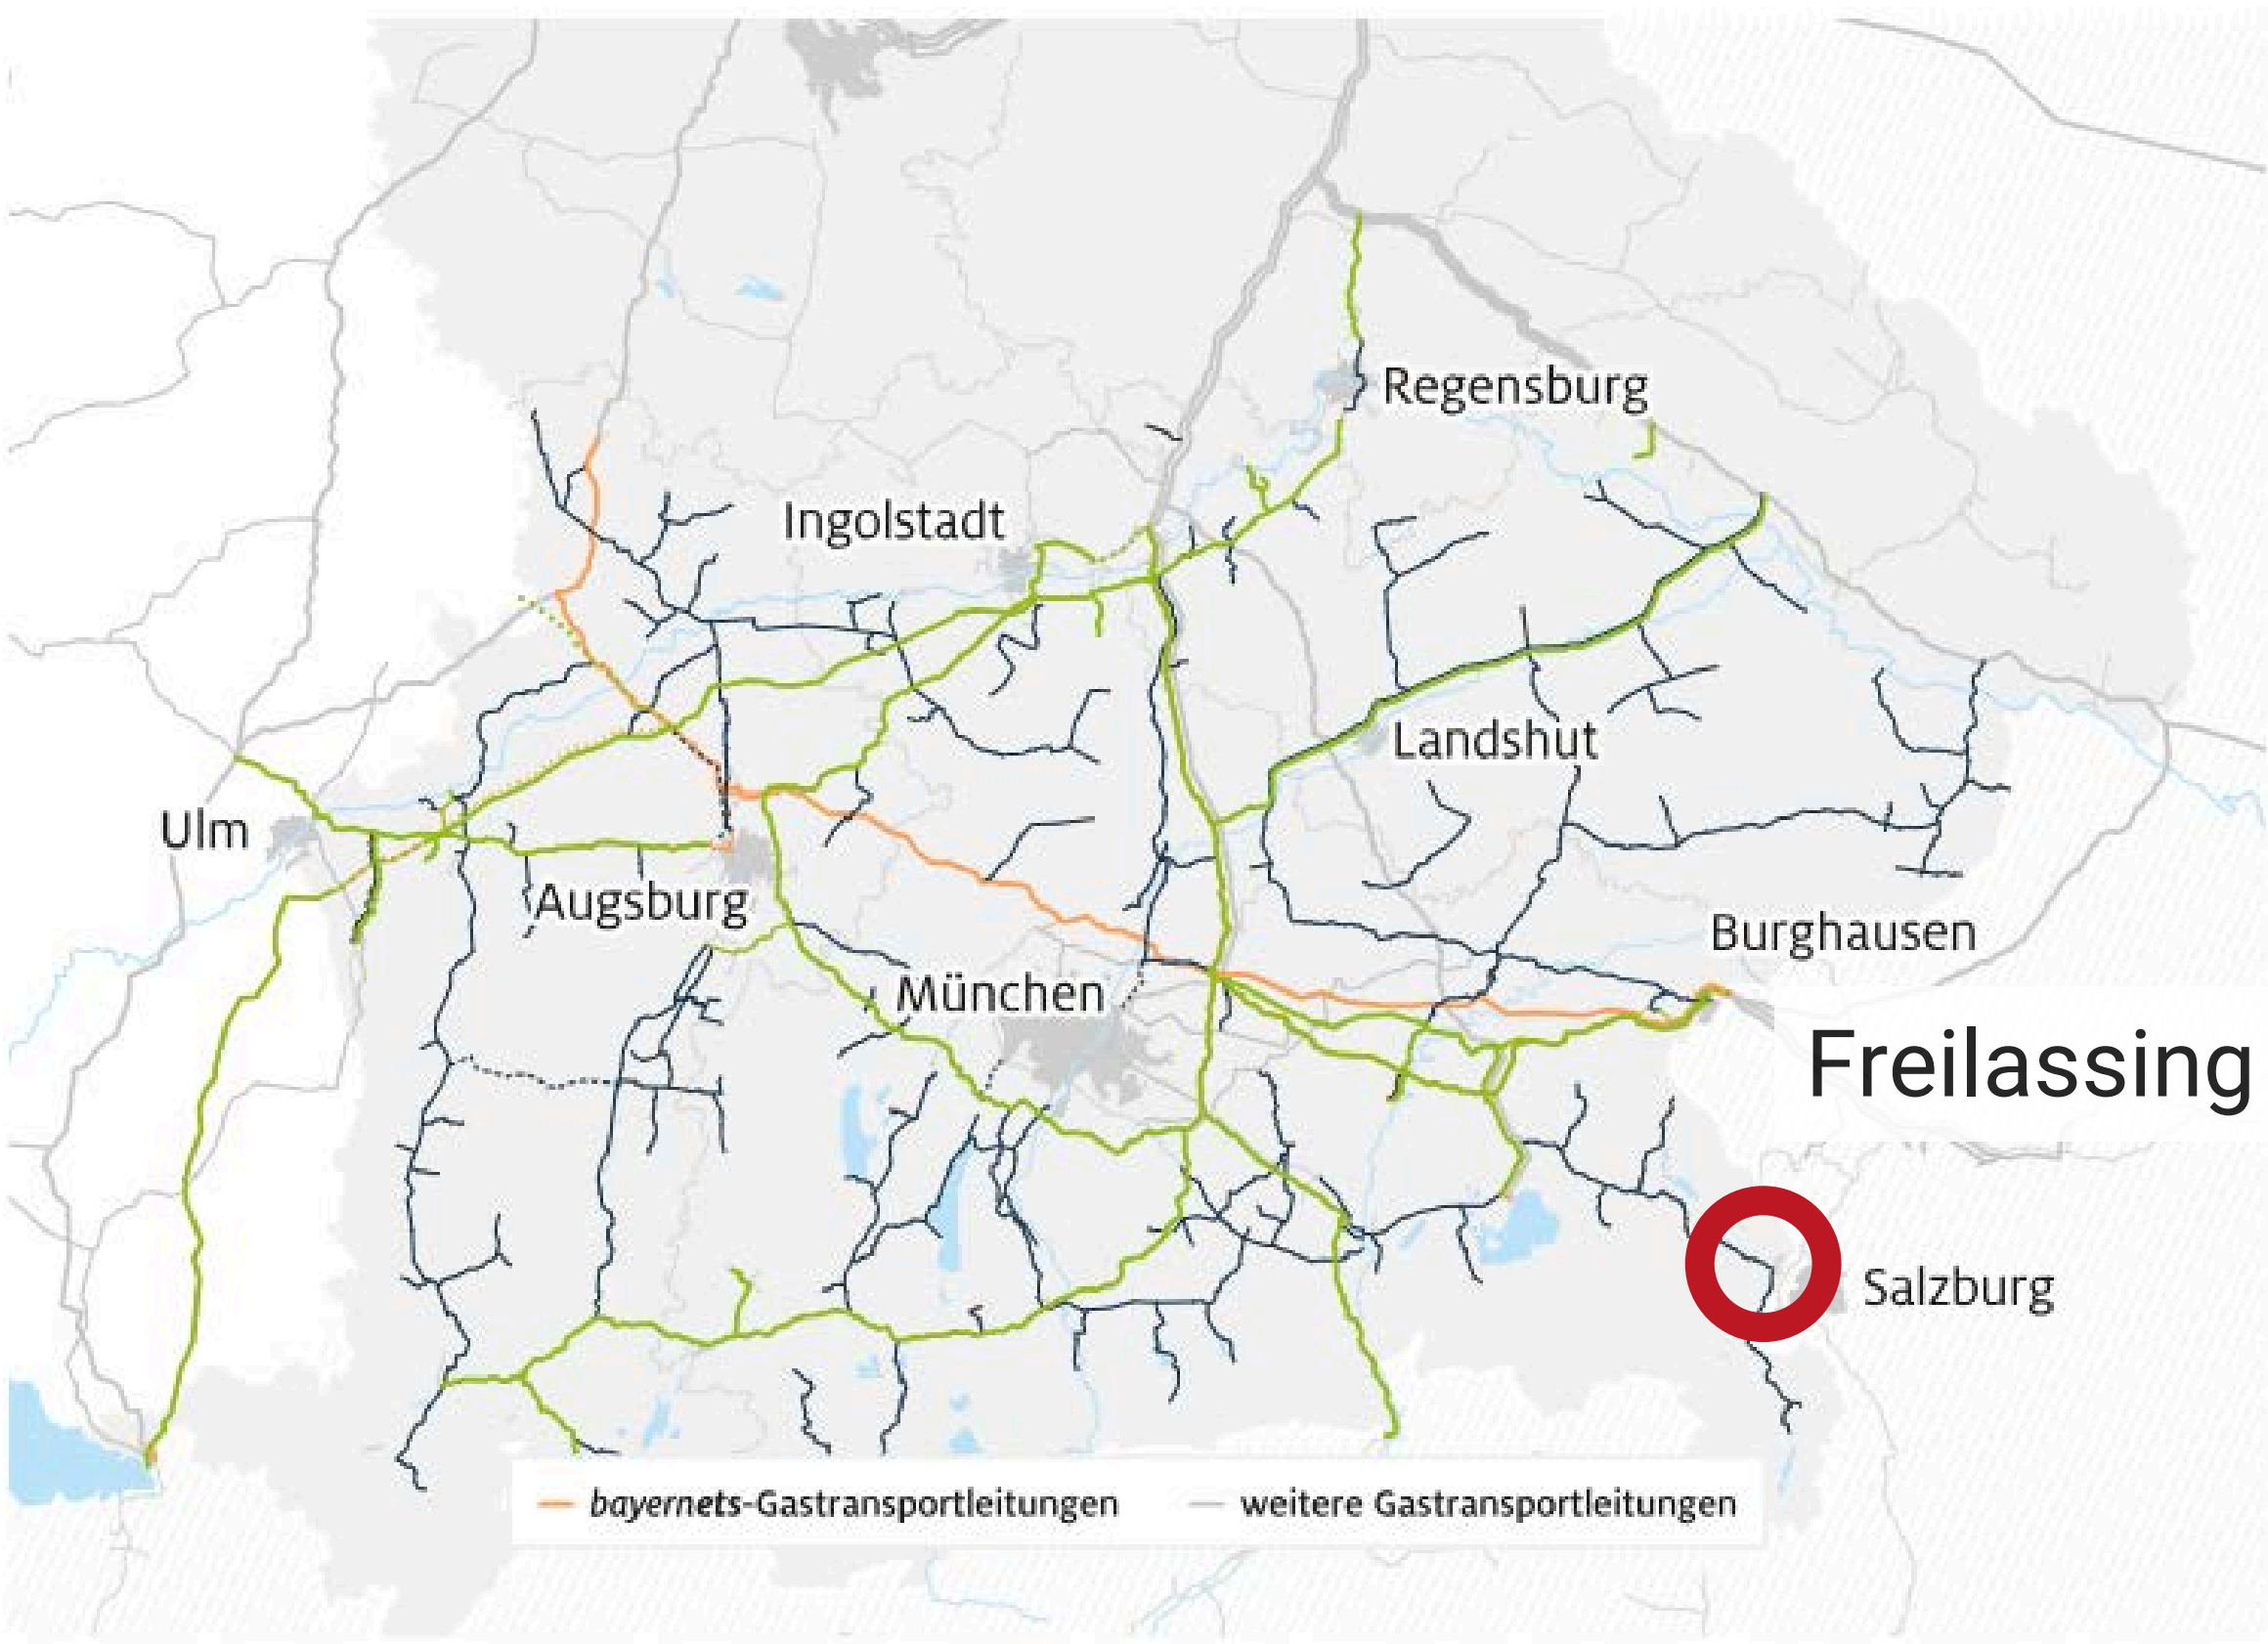 Regensburg
Ingolstadt
Landshut
Ulm
Augsburg
Burghausen
München
Freilassing
Salzburg
bayernets-Gastransportleitungen
weitere Gastransportleitungen